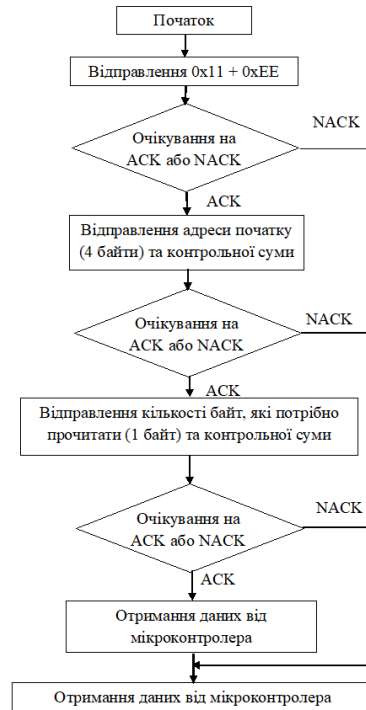 Початок
Відправлення 0x11 + 0xEE
NACK
Очікування на
ACK або NACK
ACK
Відправлення адреси початку
(4 байти) та контрольної суми
NACK
Очікування на
ACK або NACK
ACK
Відправлення кількості байт, які потрібно
прочитати (1 байт) та контрольної суми
NACK
Очікування на
ACK або NACK
ACK
Отримання даних від
мікроконтролера
Отримання даних від мікроконтролера